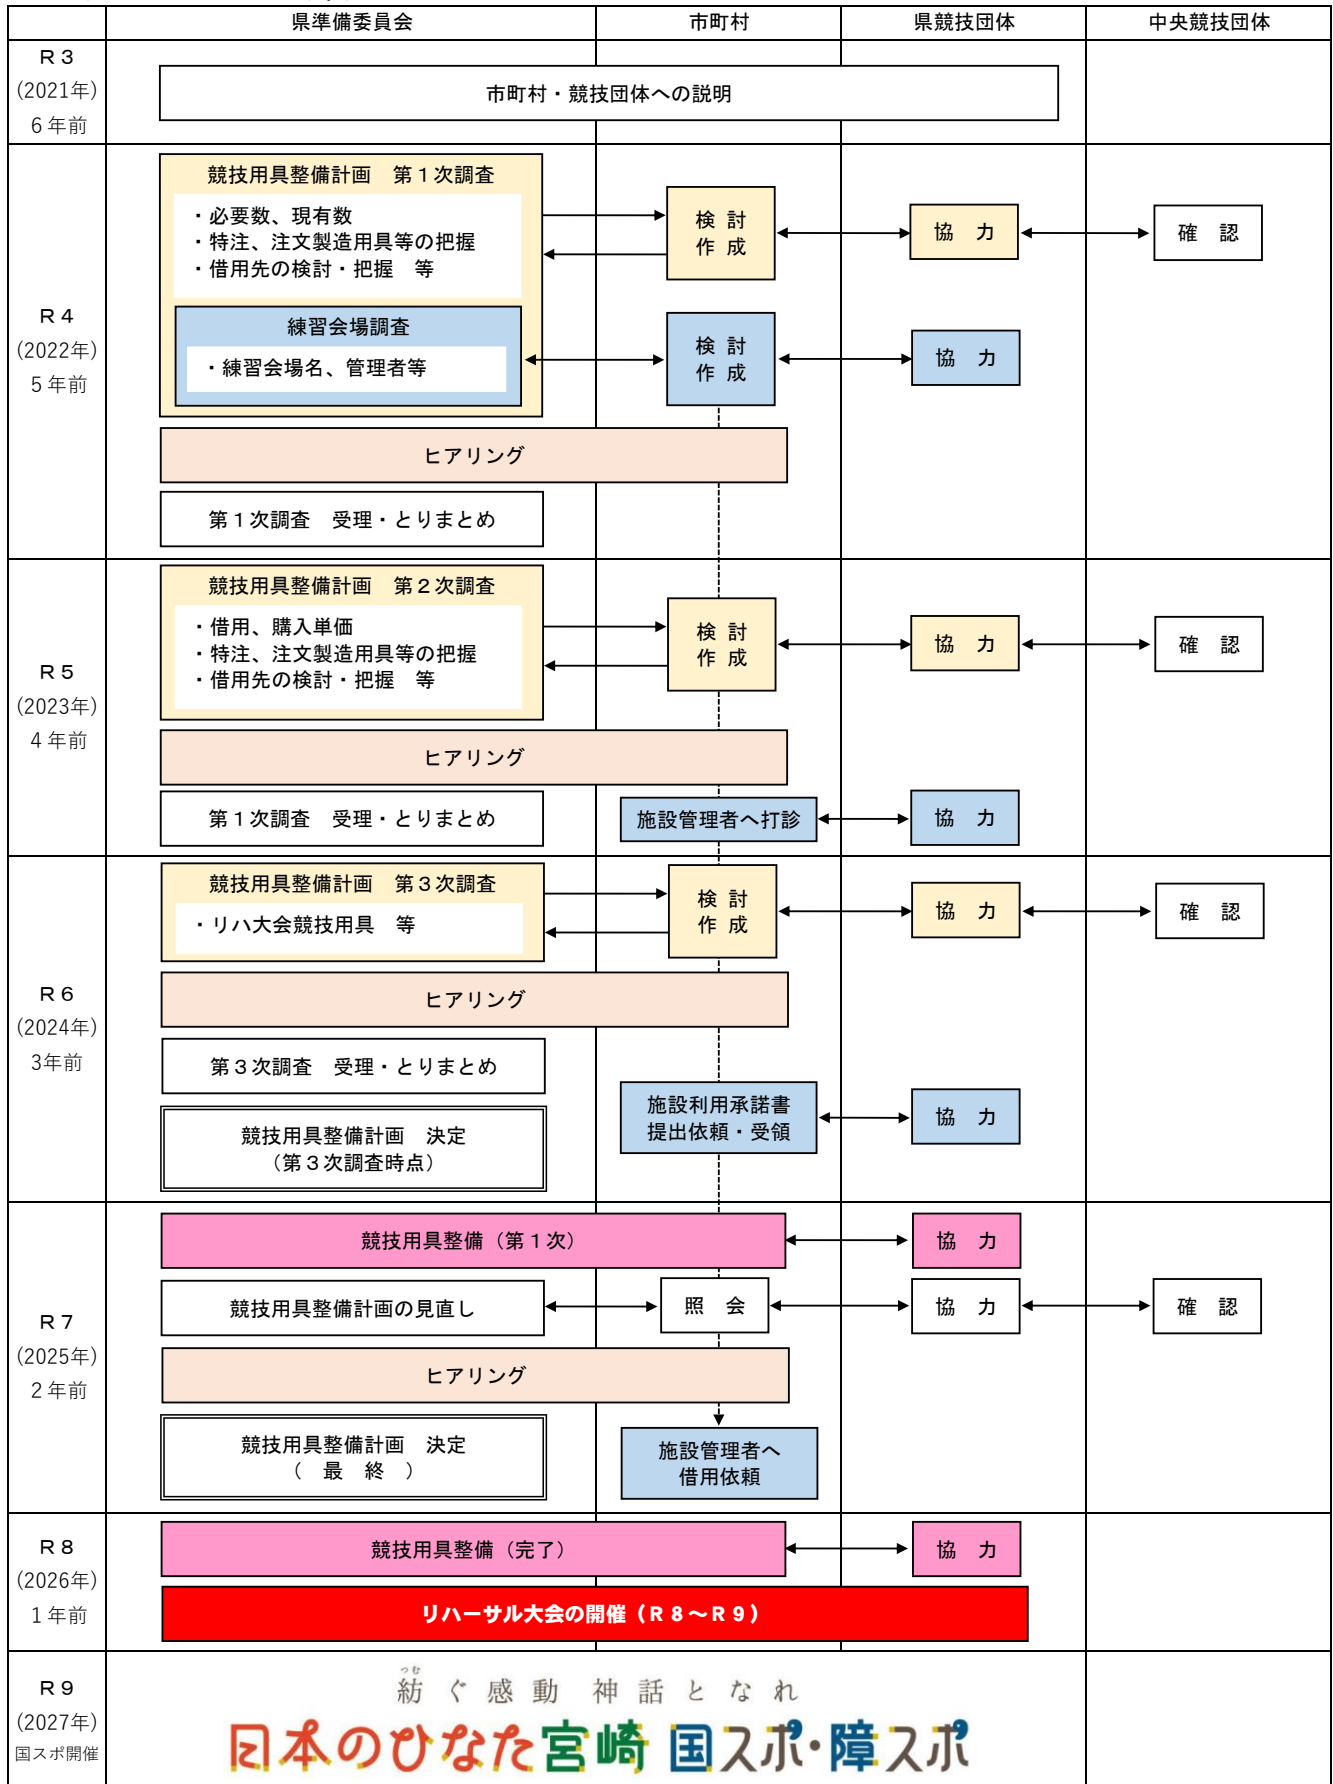 県準備委員会
市町村
県競技団体
中央競技団体
R3
(2021年)
6年前
市町村・競技団体への説明
R4
(2022年)
5年前
競技用具整備計画　第1次調査
・必要数、現有数
・特注、注文製造用具等の把握
・借用先の検討・把握　等
検 討
作 成
協　力
確　認
練習会場調査
・練習会場名、管理者等
検 討
作 成
協　力
ヒアリング
第1次調査　受理・とりまとめ
R5
(2023年)
4年前
競技用具整備計画　第2次調査
・借用、購入単価
・特注、注文製造用具等の把握
・借用先の検討・把握　等
検 討
作 成
協　力
確　認
ヒアリング
第1次調査　受理・とりまとめ
施設管理者へ打診
協　力
R6
(2024年)
3年前
競技用具整備計画　第3次調査
・リハ大会競技用具　等
検 討
作 成
協　力
確　認
ヒアリング
第3次調査　受理・とりまとめ
施設利用承諾書
提出依頼・受領
協　力
競技用具整備計画　決定
（第3次調査時点）
R7
(2025年)
2年前
競技用具整備（第1次）
協　力
競技用具整備計画の見直し
照　会
協　力
確　認
ヒアリング
競技用具整備計画　決定
（　最　終　）
施設管理者へ
借用依頼
R8
(2026年)
1年前
競技用具整備（完了）
協　力
リハーサル大会の開催（R8～R9）
R9
(2027年)
国スポ開催
つむ
紡ぐ感動 神話となれ
日本のひなた宮崎 国スポ・障スポ